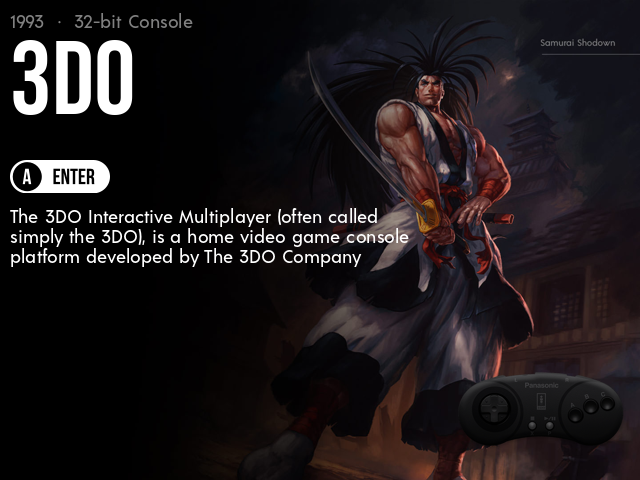 1993 · 32-bit Console
3DO
Samurai Shodown
A ENTER
The 3DO Interactive Multiplayer (often called
simply the 3DO), is a home video game console
platform developed by The 3DO Company
Panasonic